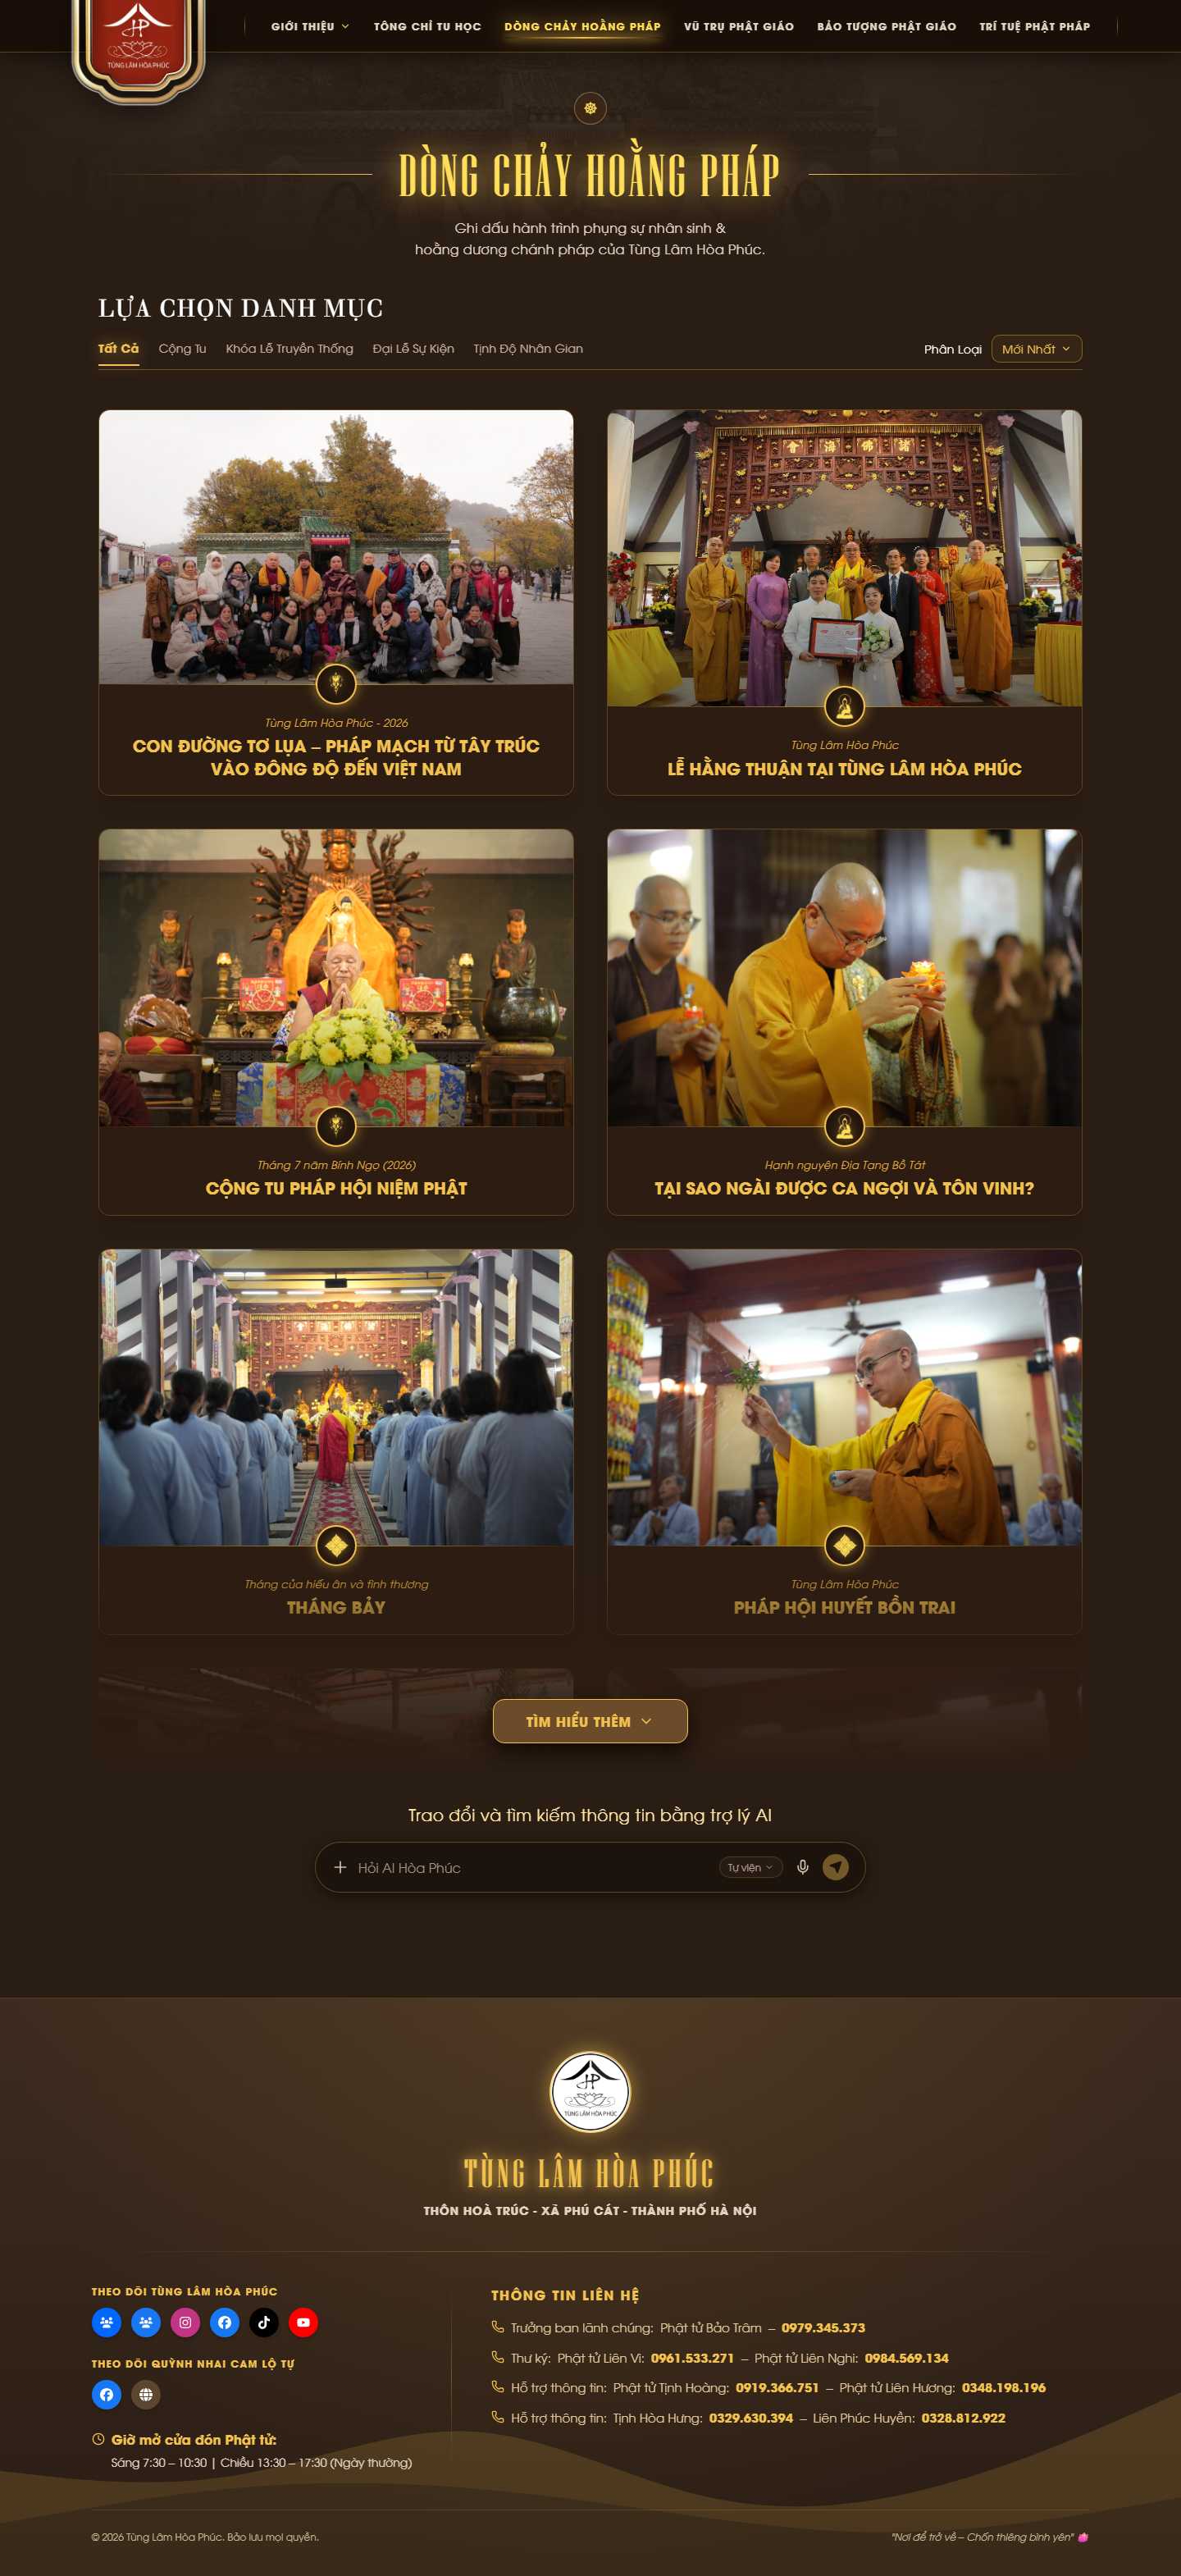 TÙNG LÂM HÒA PHÚC
GIỚI THIỆU
TÔNG CHỈ TU HỌC
DÒNG CHẢY HOẰNG PHÁP
VŨ TRỤ PHẬT GIÁO
BẢO TƯỢNG PHẬT GIÁO
TRÍ TUỆ PHẬT PHÁP
DÒNG CHẢY HOẰNG PHÁP
Ghi dấu hành trình phụng sự nhân sinh &
hoằng dương chánh pháp của Tùng Lâm Hòa Phúc.
LỰA CHỌN DANH MỤC
Tất Cả
Cộng Tu
Khóa Lễ Truyền Thống
Đại Lễ Sự Kiện
Tịnh Độ Nhân Gian
Phân Loại
Mới Nhất
會海佛諸
Tùng Lâm Hòa Phúc - 2026
CON ĐƯỜNG TƠ LỤA – PHÁP MẠCH TỪ TÂY TRÚC
VÀO ĐÔNG ĐỘ ĐẾN VIỆT NAM
Tùng Lâm Hòa Phúc
LỄ HẰNG THUẬN TẠI TÙNG LÂM HÒA PHÚC
Tháng 7 năm Bính Ngọ (2026)
CỘNG TU PHÁP HỘI NIỆM PHẬT
Hạnh nguyện Địa Tạng Bồ Tát
TẠI SAO NGÀI ĐƯỢC CA NGỢI VÀ TÔN VINH?
Tháng của hiếu ân và tình thương
THÁNG BẢY
Tùng Lâm Hòa Phúc
PHÁP HỘI HUYẾT BỒN TRAI
TÌM HIỂU THÊM
Trao đổi và tìm kiếm thông tin bằng trợ lý AI
Hỏi AI Hòa Phúc
Tự viện
TÙNG LÂM HÒA PHÚC
TÙNG LÂM HÒA PHÚC
THÔN HOÀ TRÚC - XÃ PHÚ CÁT - THÀNH PHỐ HÀ NỘI
THEO DÕI TÙNG LÂM HÒA PHÚC
THEO DÕI QUỲNH NHAI CAM LỘ TỰ
Giờ mở cửa đón Phật tử:
Sáng 7:30 – 10:30 | Chiều 13:30 – 17:30 (Ngày thường)
THÔNG TIN LIÊN HỆ
Trưởng ban lãnh chúng: Phật tử Bảo Trâm – 0979.345.373
Thư ký: Phật tử Liên Vi: 0961.533.271 – Phật tử Liên Nghi: 0984.569.134
Hỗ trợ thông tin: Phật tử Tịnh Hoàng: 0919.366.751 – Phật tử Liên Hương: 0348.198.196
Hỗ trợ thông tin: Tịnh Hòa Hưng: 0329.630.394 – Liên Phúc Huyền: 0328.812.922
© 2026 Tùng Lâm Hòa Phúc. Bảo lưu mọi quyền.
"Nơi để trở về – Chốn thiêng bình yên"